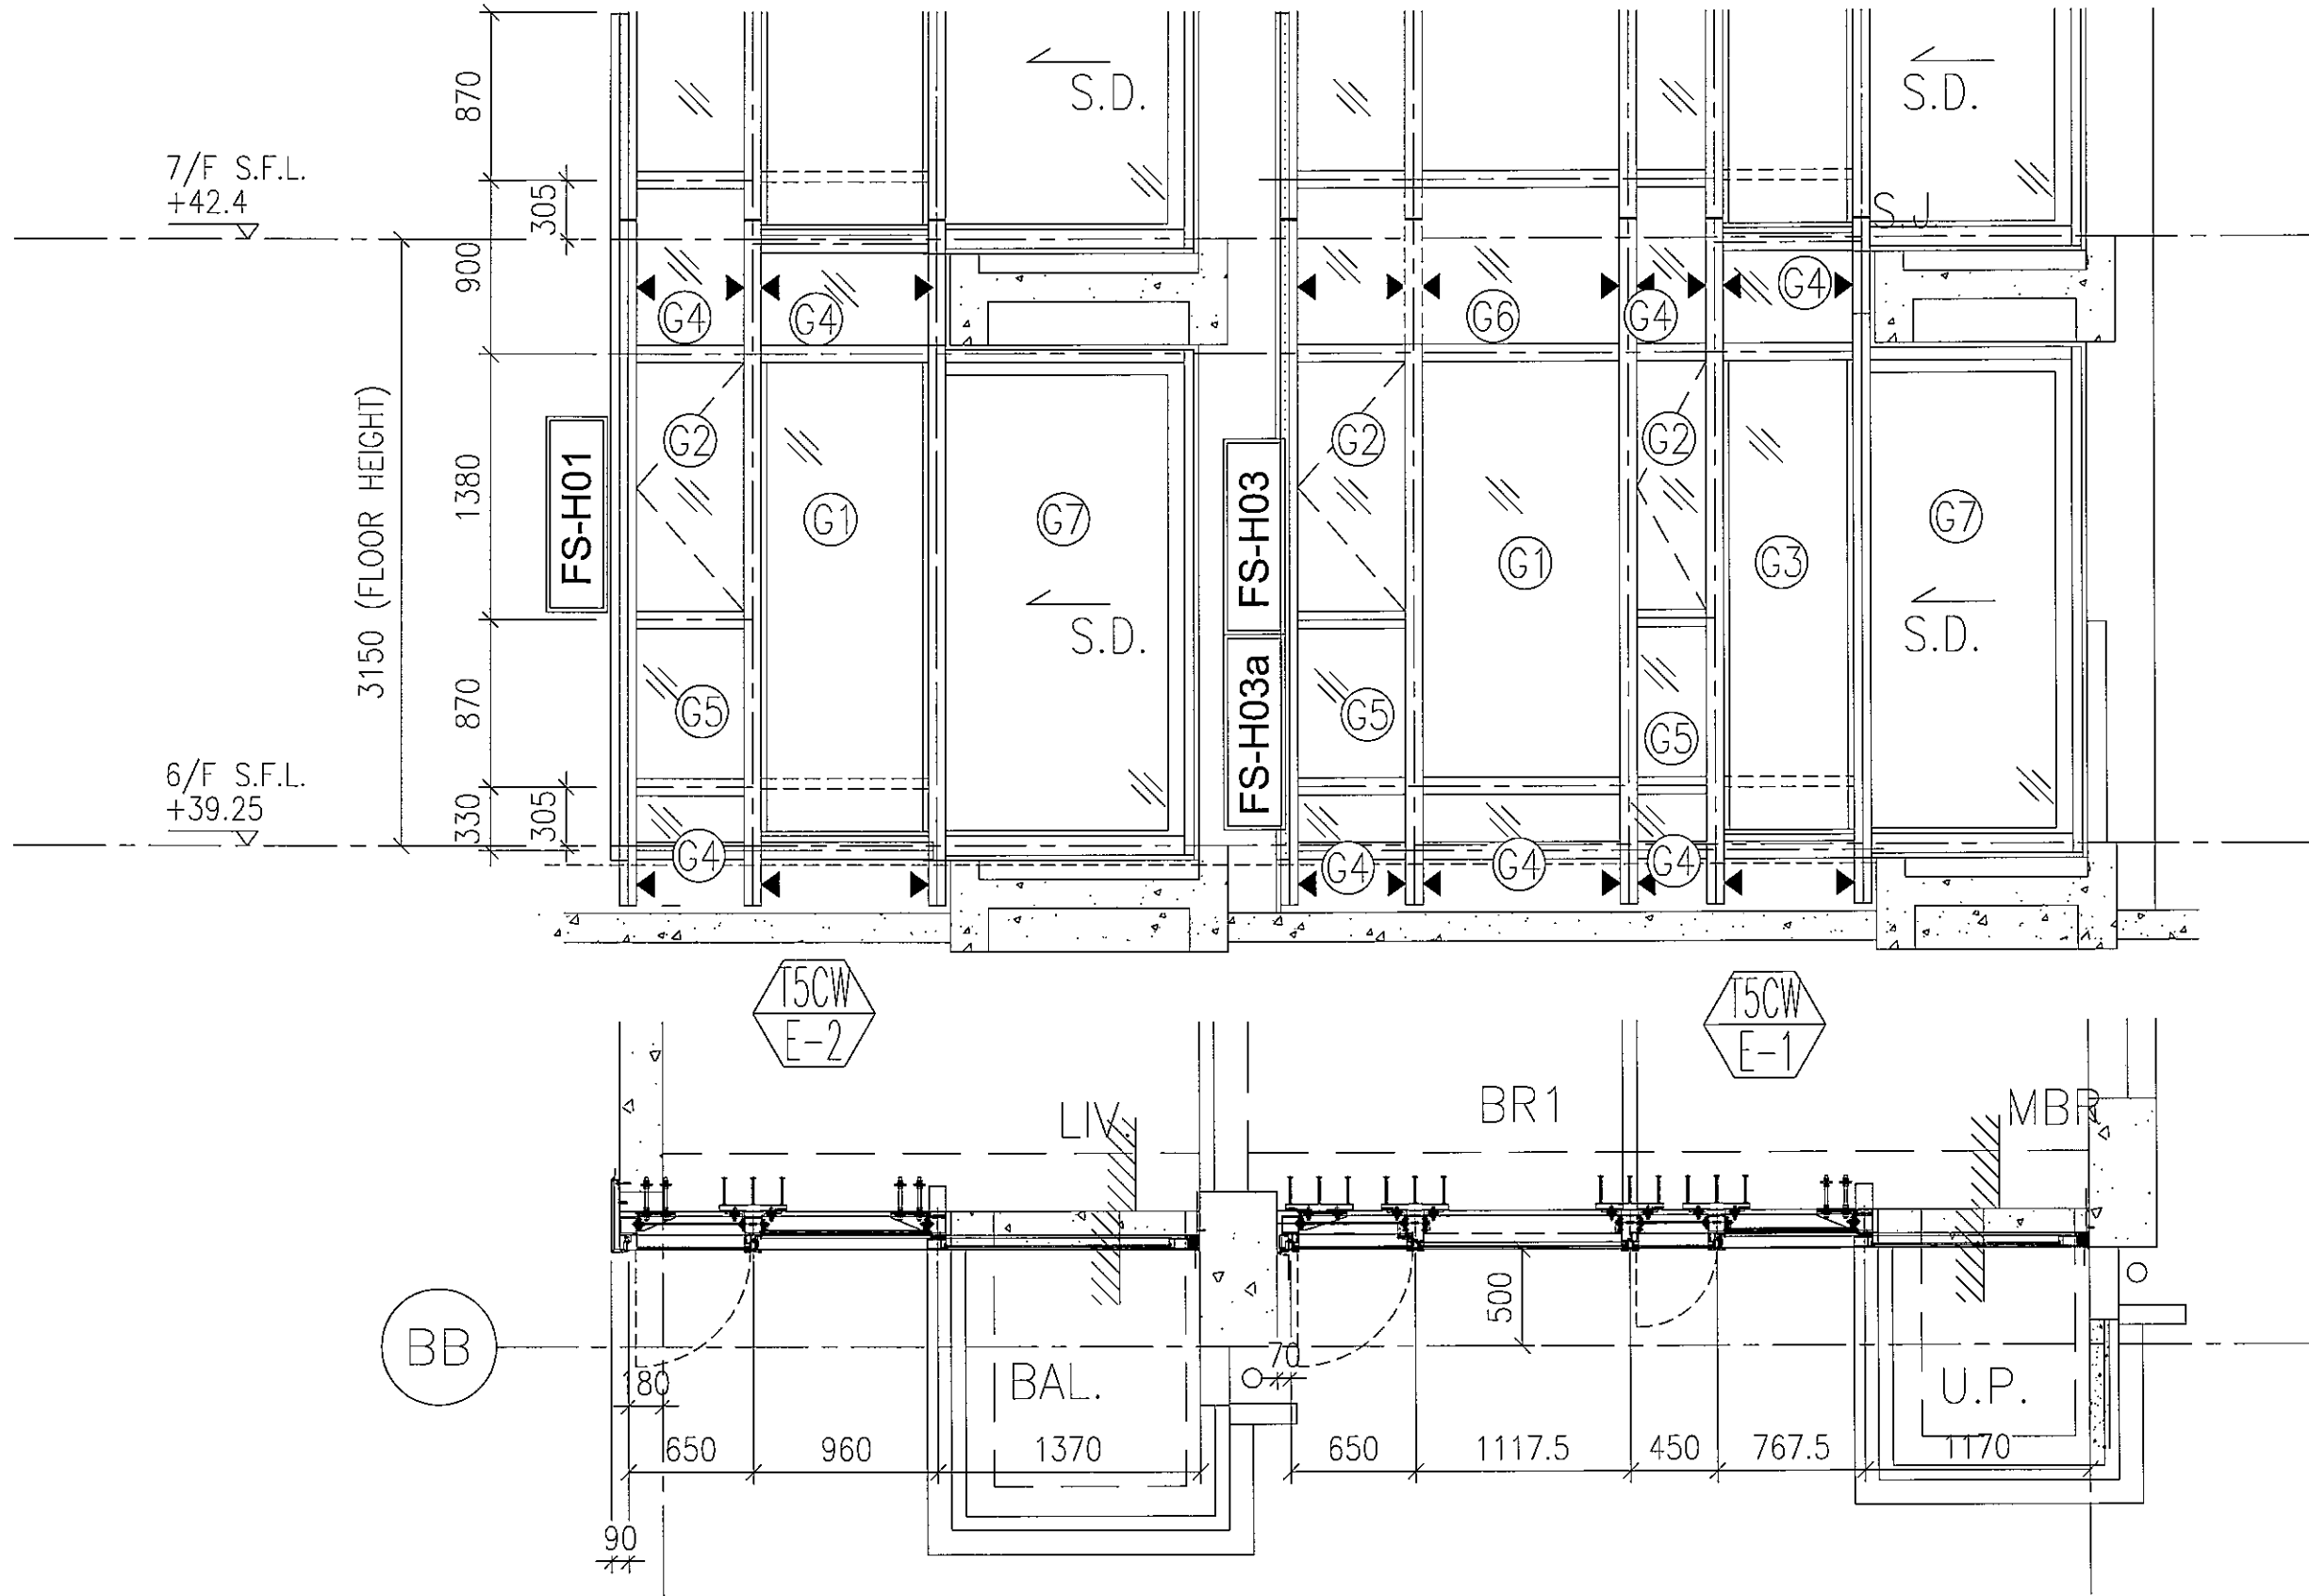 870
S.D.
S.D.
7/F S.F.L.
+42.4
305
S.J
900
G4
G4
G6
G4
G4
3150 (FLOOR HEIGHT)
FS-H01
1380
G2
G1
G7
S.D.
FS-H03
FS-H03a
G2
G1
G2
G3
G7
S.D.
870
G5
G5
G5
6/F S.F.L.
+39.25
330
305
G4
G4
G4
G4
T5CW
E-2
T5CW
E-1
LIV.
BR1
MBR
BB
500
180
70
BAL.
U.P.
650
960
1370
650
1117.5
450
767.5
1170
90